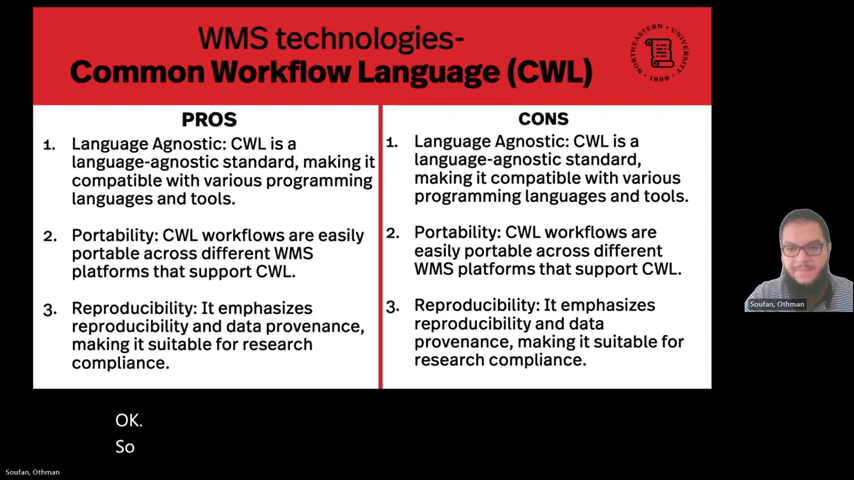 WMS technologies-
Common Workflow Language (CWL)
NORTHEASTERN UNIVERSITY
1898
PROS
1. Language Agnostic: CWL is a
language-agnostic standard, making it
compatible with various programming
languages and tools.
2. Portability: CWL workflows are easily
portable across different WMS
platforms that support CWL.
3. Reproducibility: It emphasizes
reproducibility and data provenance,
making it suitable for research
compliance.
CONS
1. Language Agnostic: CWL is a
language-agnostic standard,
making it compatible with various
programming languages and tools.
2. Portability: CWL workflows are
easily portable across different
WMS platforms that support CWL.
3. Reproducibility: It emphasizes
reproducibility and data
provenance, making it suitable for
research compliance.
Soufan, Othman
OK.
So
Soufan, Othman